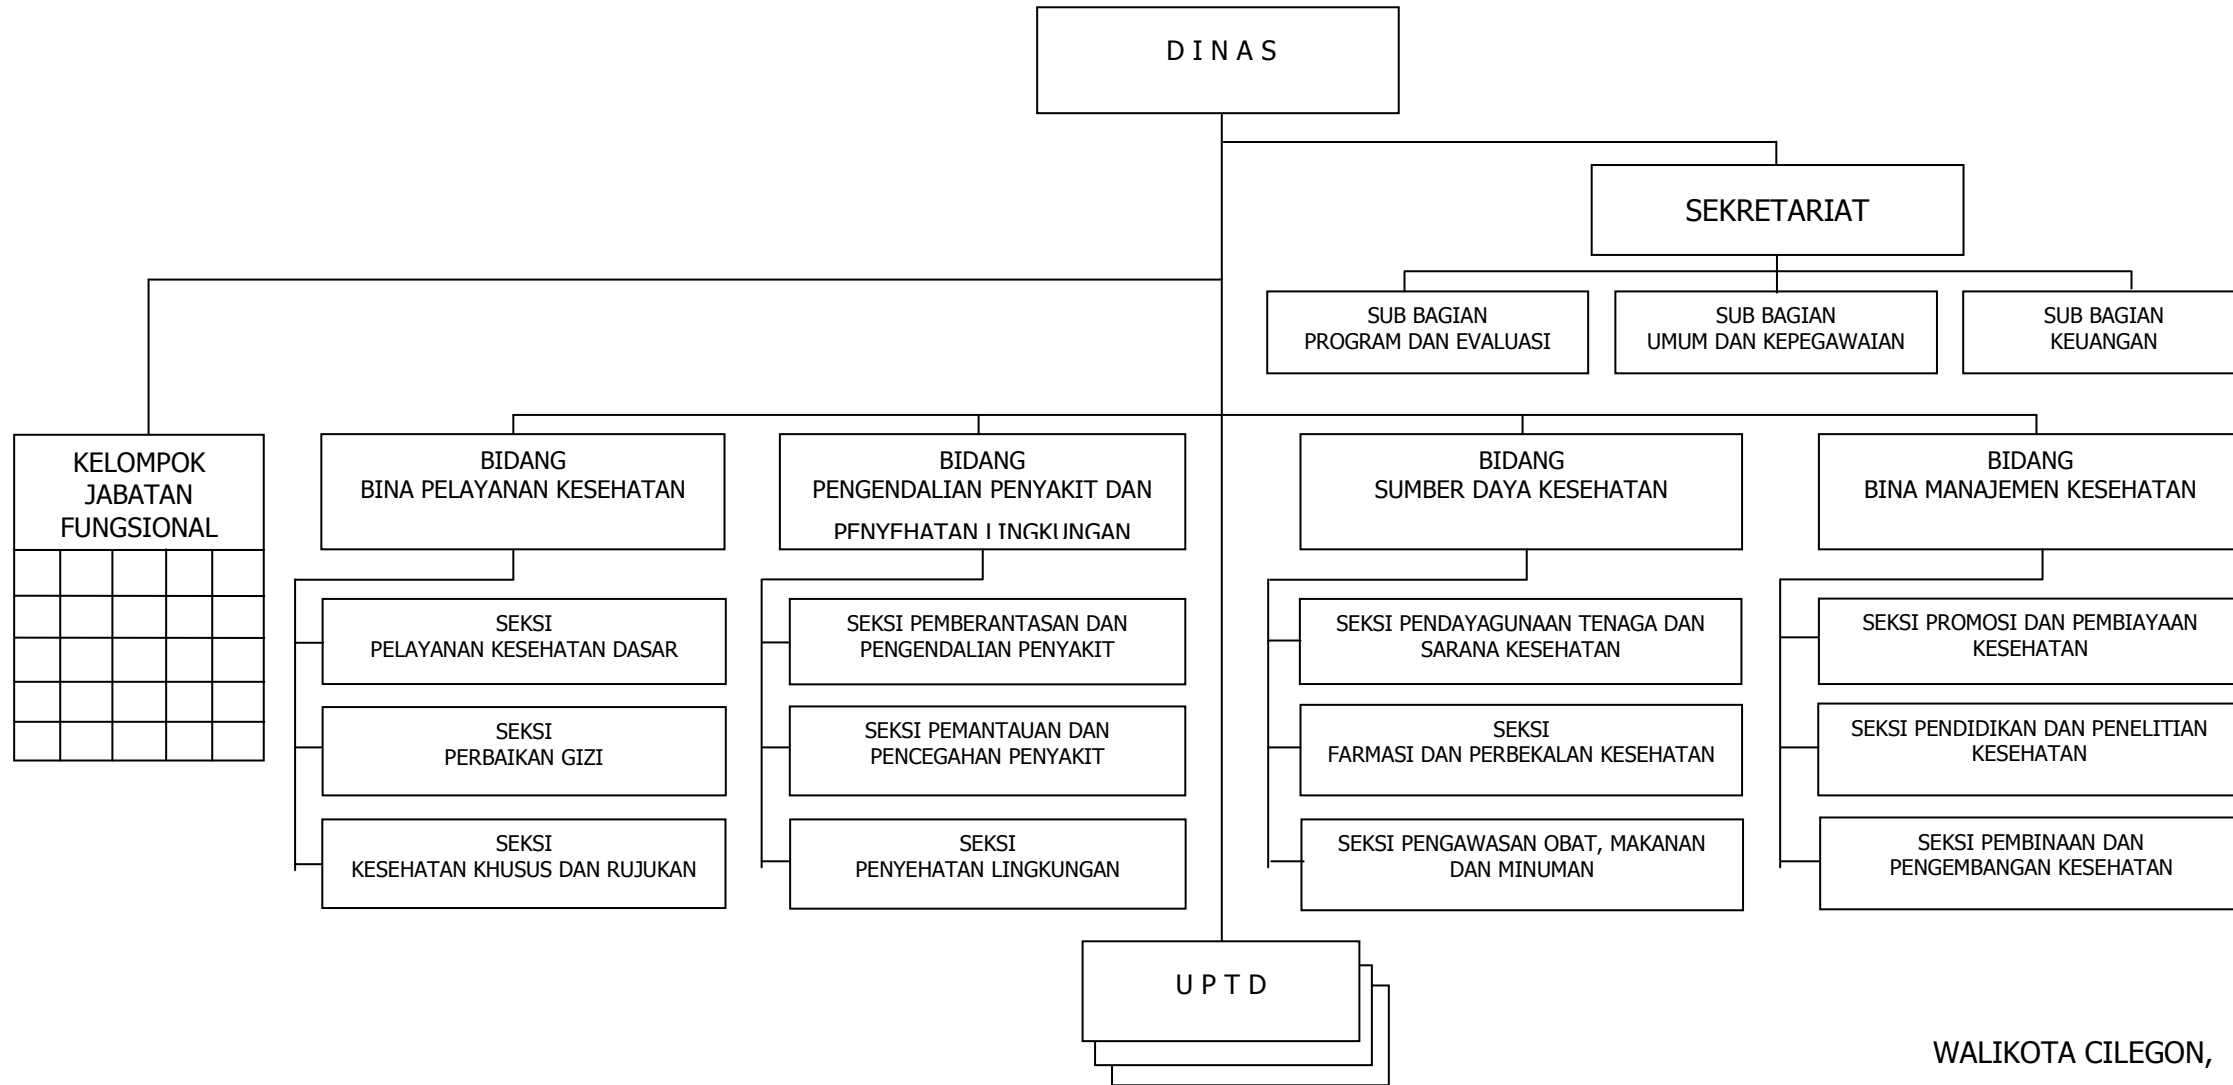 D I N A S
SEKRETARIAT
SUB BAGIAN
PROGRAM DAN EVALUASI
SUB BAGIAN
UMUM DAN KEPEGAWAIAN
SUB BAGIAN
KEUANGAN
KELOMPOK
JABATAN
FUNGSIONAL
BIDANG
BINA PELAYANAN KESEHATAN
BIDANG
PENGENDALIAN PENYAKIT DAN
PENYEHATAN LINGKUNGAN
BIDANG
SUMBER DAYA KESEHATAN
BIDANG
BINA MANAJEMEN KESEHATAN
SEKSI
PELAYANAN KESEHATAN DASAR
SEKSI PEMBERANTASAN DAN
PENGENDALIAN PENYAKIT
SEKSI PENDAYAGUNAAN TENAGA DAN
SARANA KESEHATAN
SEKSI PROMOSI DAN PEMBIAYAAN
KESEHATAN
SEKSI
PERBAIKAN GIZI
SEKSI PEMANTAUAN DAN
PENCEGAHAN PENYAKIT
SEKSI
FARMASI DAN PERBEKALAN KESEHATAN
SEKSI PENDIDIKAN DAN PENELITIAN
KESEHATAN
SEKSI
KESEHATAN KHUSUS DAN RUJUKAN
SEKSI
PENYEHATAN LINGKUNGAN
SEKSI PENGAWASAN OBAT, MAKANAN
DAN MINUMAN
SEKSI PEMBINAAN DAN
PENGEMBANGAN KESEHATAN
U P T D
WALIKOTA CILEGON,